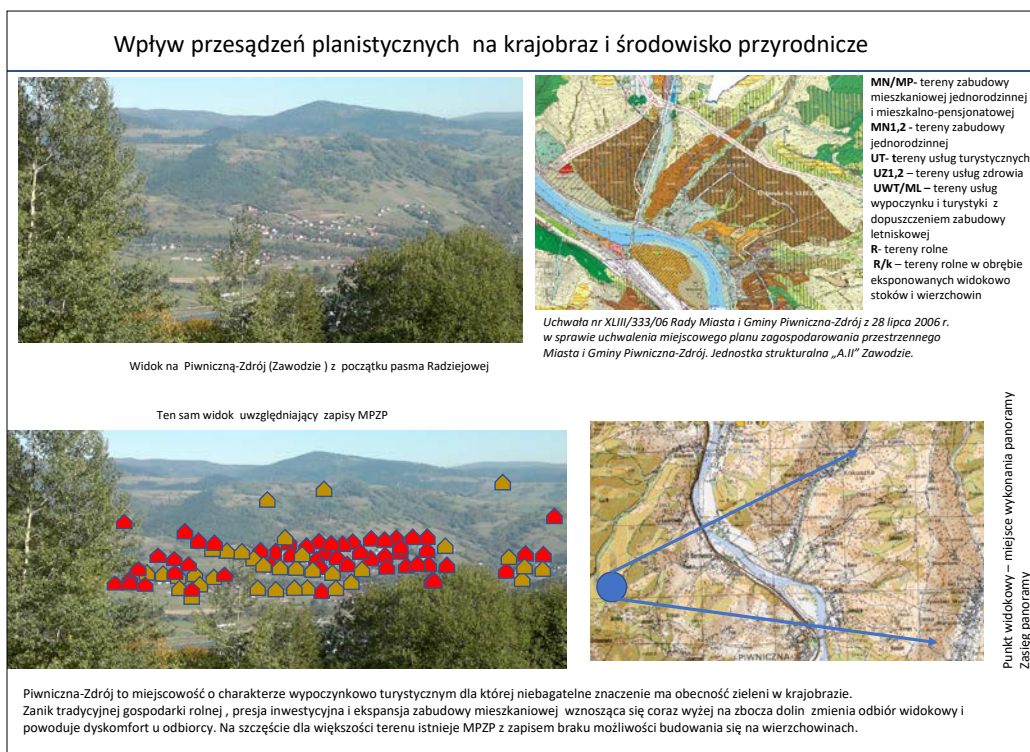 Wpływ przesądzeń planistycznych na krajobraz i środowisko przyrodnicze
MN/MP- tereny zabudowy
mieszkaniowej jednorodzinnej
i mieszkalno-pensjonatowej
MN1,2 - tereny zabudowy
jednorodzinnej
UT- tereny usług turystycznych
UZ1,2 – tereny usług zdrowia
UWT/ML – tereny usług
wypoczynku i turystyki z
dopuszczeniem zabudowy
letniskowej
R- tereny rolne
R/k – tereny rolne w obrębie
eksponowanych widokowo
stoków i wierzchowin
Uchwała nr XLIII/333/06 Rady Miasta i Gminy Piwniczna-Zdrój z 28 lipca 2006 r.
w sprawie uchwalenia miejscowego planu zagospodarowania przestrzennego
Miasta i Gminy Piwniczna-Zdrój. Jednostka strukturalna „A.II" Zawodzie.
Widok na Piwniczną-Zdrój (Zawodzie ) z początku pasma Radziejowej
Ten sam widok uwzględniający zapisy MPZP
PIWNICZNA
Punkt widokowy – miejsce wykonania panoramy
Zasięg panoramy
Piwniczna-Zdrój to miejscowość o charakterze wypoczynkowo turystycznym dla której niebagatelne znaczenie ma obecność zieleni w krajobrazie.
Zanik tradycyjnej gospodarki rolnej , presja inwestycyjna i ekspansja zabudowy mieszkaniowej wznosząca się coraz wyżej na zbocza dolin zmienia odbiór widokowy i
powoduje dyskomfort u odbiorcy. Na szczęście dla większości terenu istnieje MPZP z zapisem braku możliwości budowania się na wierzchowinach.